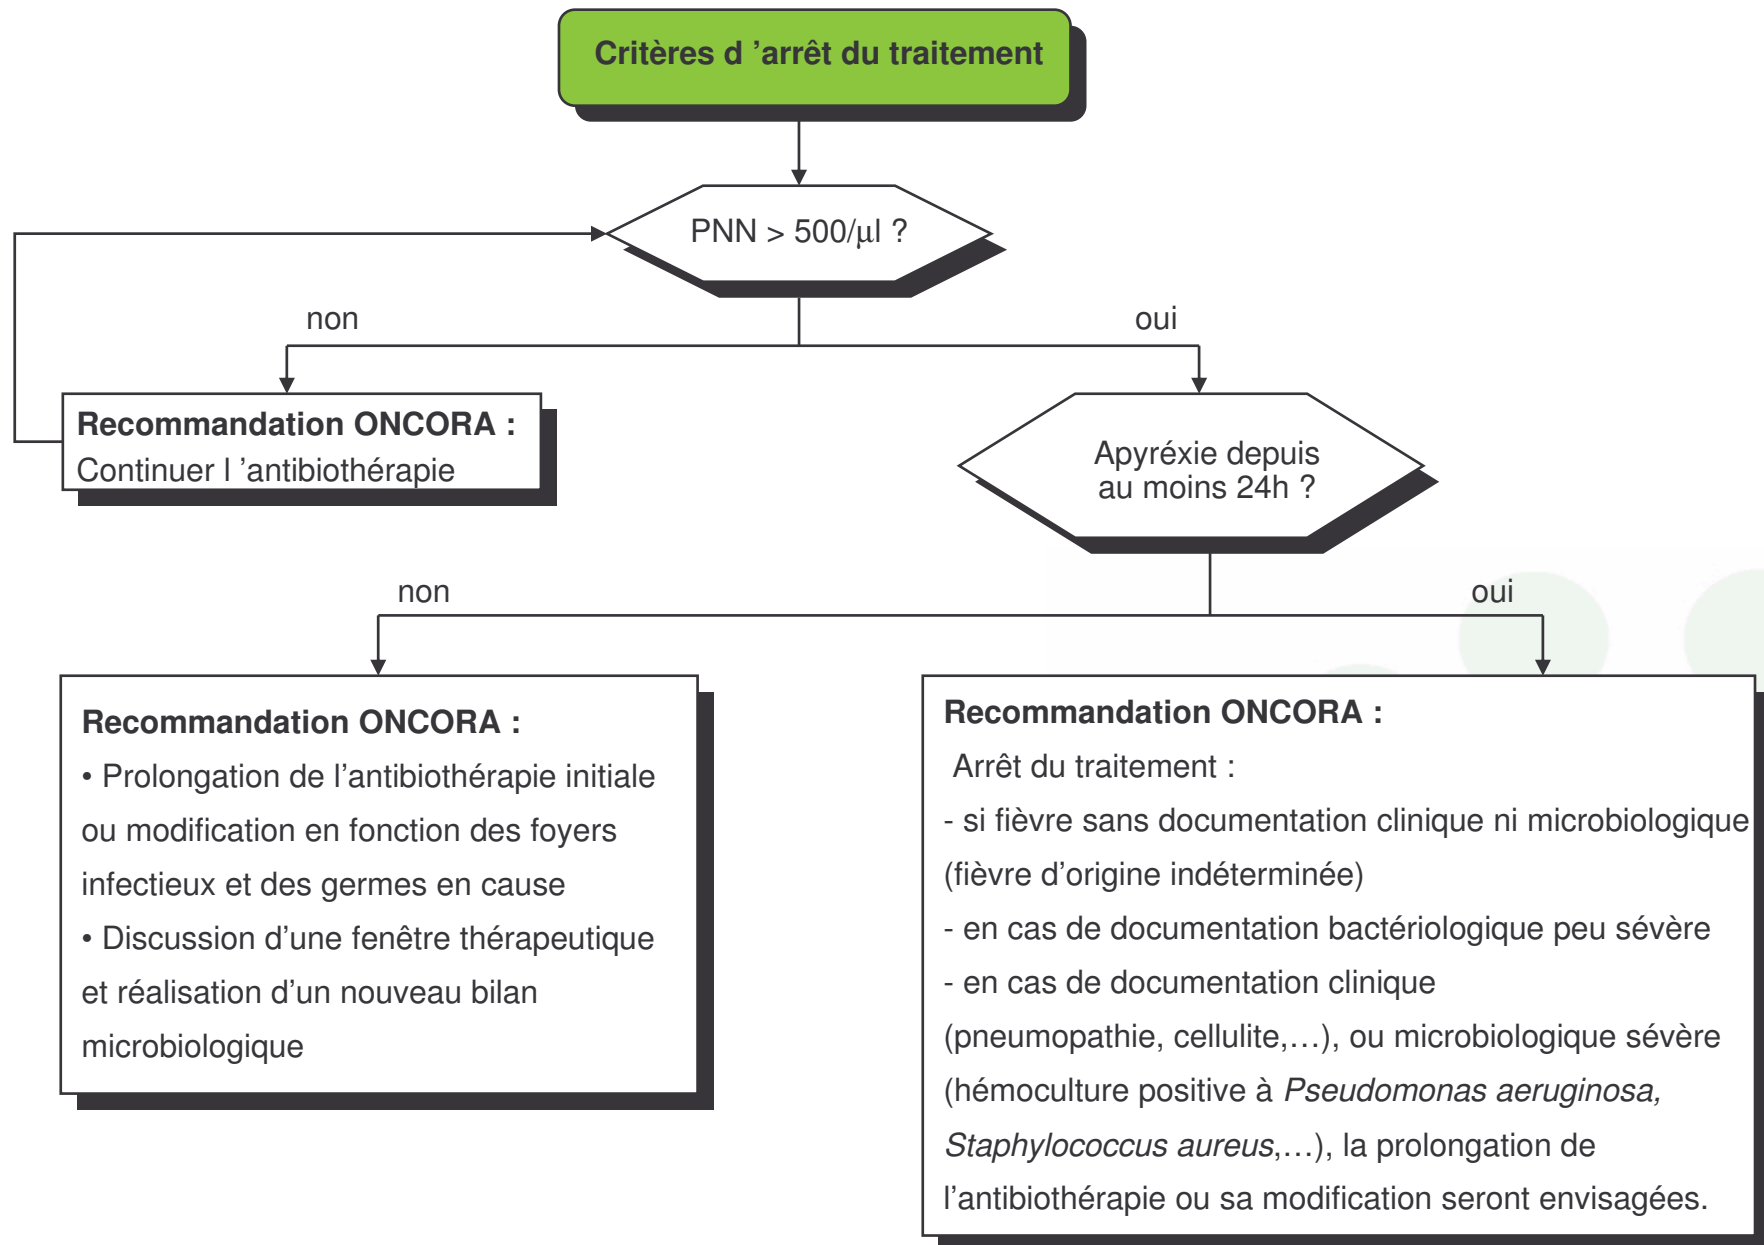 Critères d ’arrêt du traitement
PNN > 500/µl ?
non
oui
Recommandation ONCORA :
Continuer l ’antibiothérapie
Apyréxie depuis
au moins 24h ?
non
oui
Recommandation ONCORA :
• Prolongation de l’antibiothérapie initiale
ou modification en fonction des foyers
infectieux et des germes en cause
• Discussion d’une fenêtre thérapeutique
et réalisation d’un nouveau bilan
microbiologique
Recommandation ONCORA :
Arrêt du traitement :
- si fièvre sans documentation clinique ni microbiologique
(fièvre d’origine indéterminée)
- en cas de documentation bactériologique peu sévère
- en cas de documentation clinique
(pneumopathie, cellulite,…), ou microbiologique sévère
(hémoculture positive à Pseudomonas aeruginosa,
Staphylococcus aureus,…), la prolongation de
l’antibiothérapie ou sa modification seront envisagées.